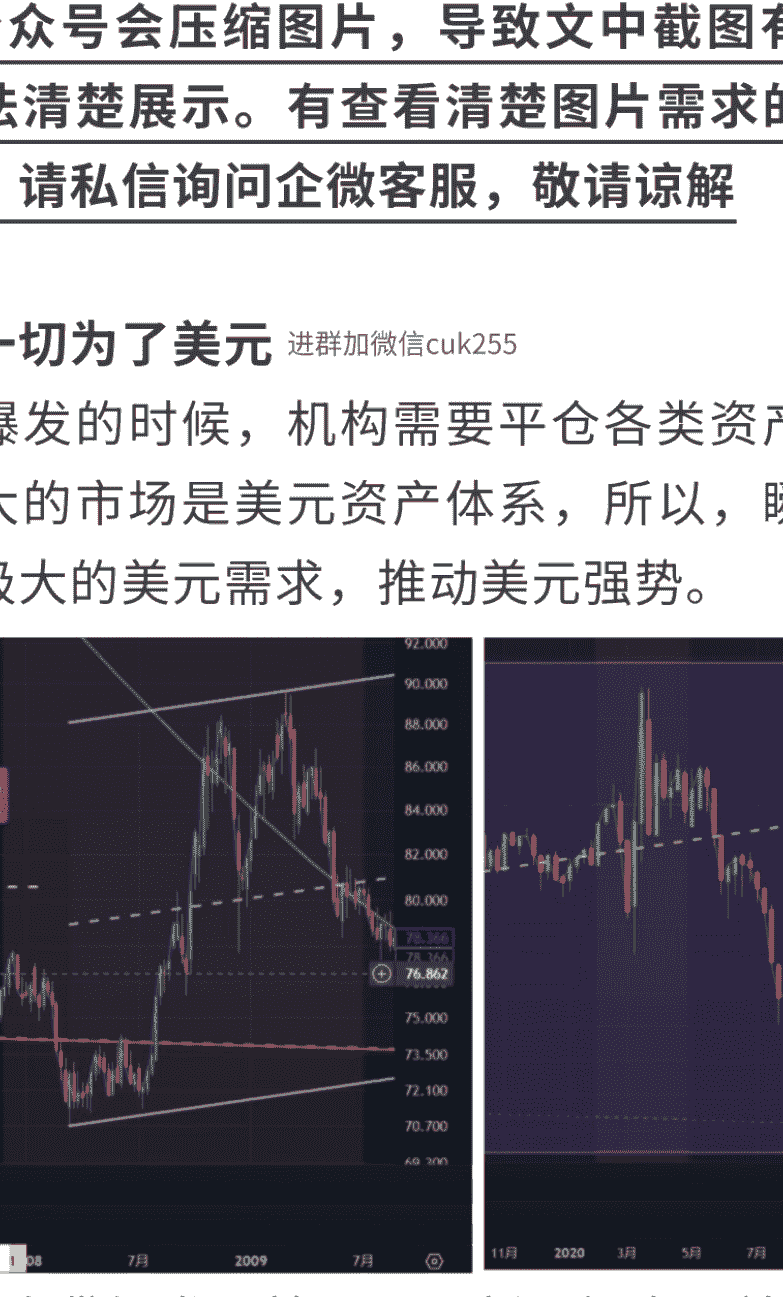 众号会压缩图片，导致文中截图有
法清楚展示。有查看清楚图片需求的
请私信询问企微客服，敬请谅解
一切为了美元 进群加微信cuk255
爆发的时候，机构需要平仓各类资产
大的市场是美元资产体系，所以，瞬
极大的美元需求，推动美元强势。
92.000
90.000
88.000
86.000
84.000
82.000
80.000
78.366
78.366
76.862
75.000
73.500
72.100
70.700
69.200
08 7月 2009 7月
11月 2020 3月 5月 7月